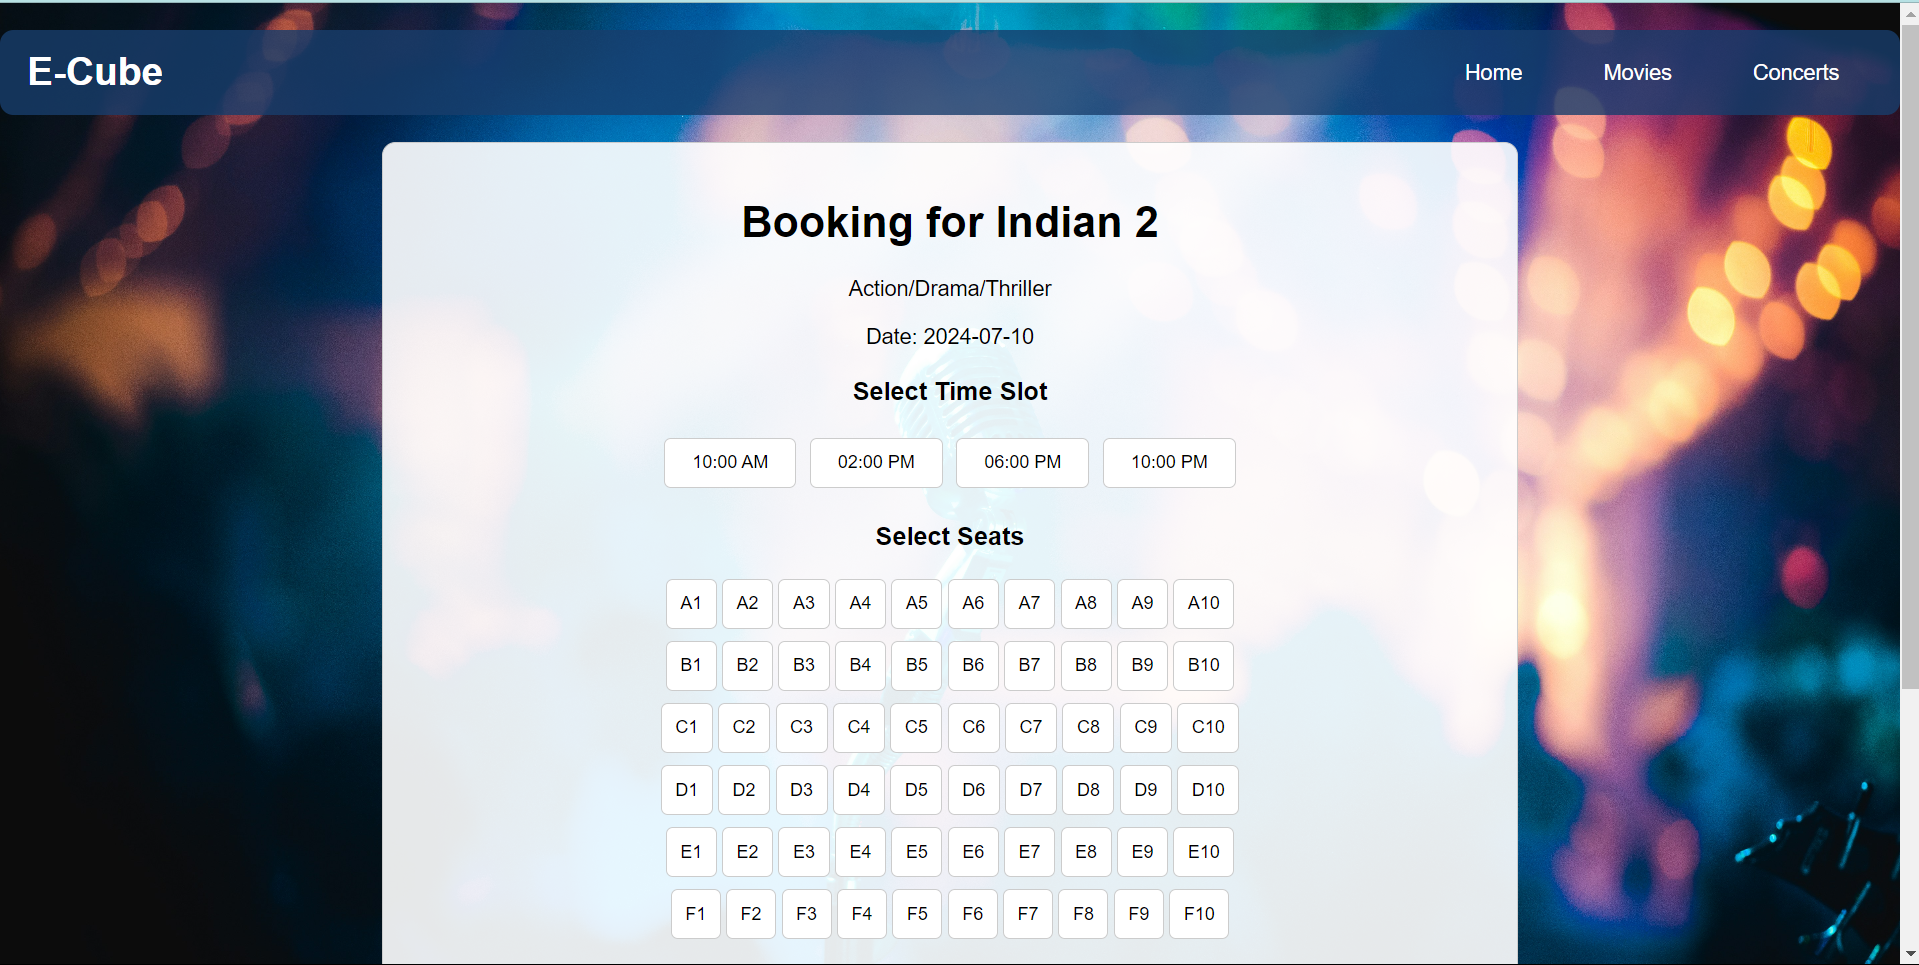 E-Cube Home Movies Concerts
Booking for Indian 2
Action/Drama/Thriller
Date: 2024-07-10
Select Time Slot
10:00 AM 02:00 PM 06:00 PM 10:00 PM
Select Seats
A1 A2 A3 A4 A5 A6 A7 A8 A9 A10
B1 B2 B3 B4 B5 B6 B7 B8 B9 B10
C1 C2 C3 C4 C5 C6 C7 C8 C9 C10
D1 D2 D3 D4 D5 D6 D7 D8 D9 D10
E1 E2 E3 E4 E5 E6 E7 E8 E9 E10
F1 F2 F3 F4 F5 F6 F7 F8 F9 F10